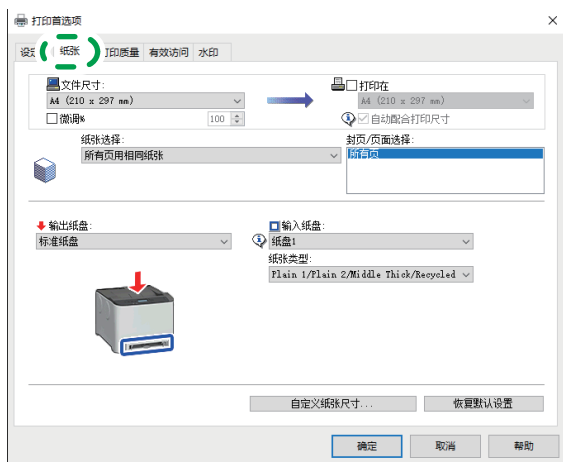 打印首选项
纸张 打印质量 有效访问 水印
文件尺寸:
打印在
A4 (210 x 297 mm)
A4 (210 x 297 mm)
微调%
100
自动配合打印尺寸
纸张选择:
封页/页面选择:
所有页用相同纸张
所有页
输出纸盘:
输入纸盘:
标准纸盘
纸盘1
纸张类型:
Plain 1/Plain 2/Middle Thick/Recycled
自定义纸张尺寸...
恢复默认设置
确定
取消
帮助